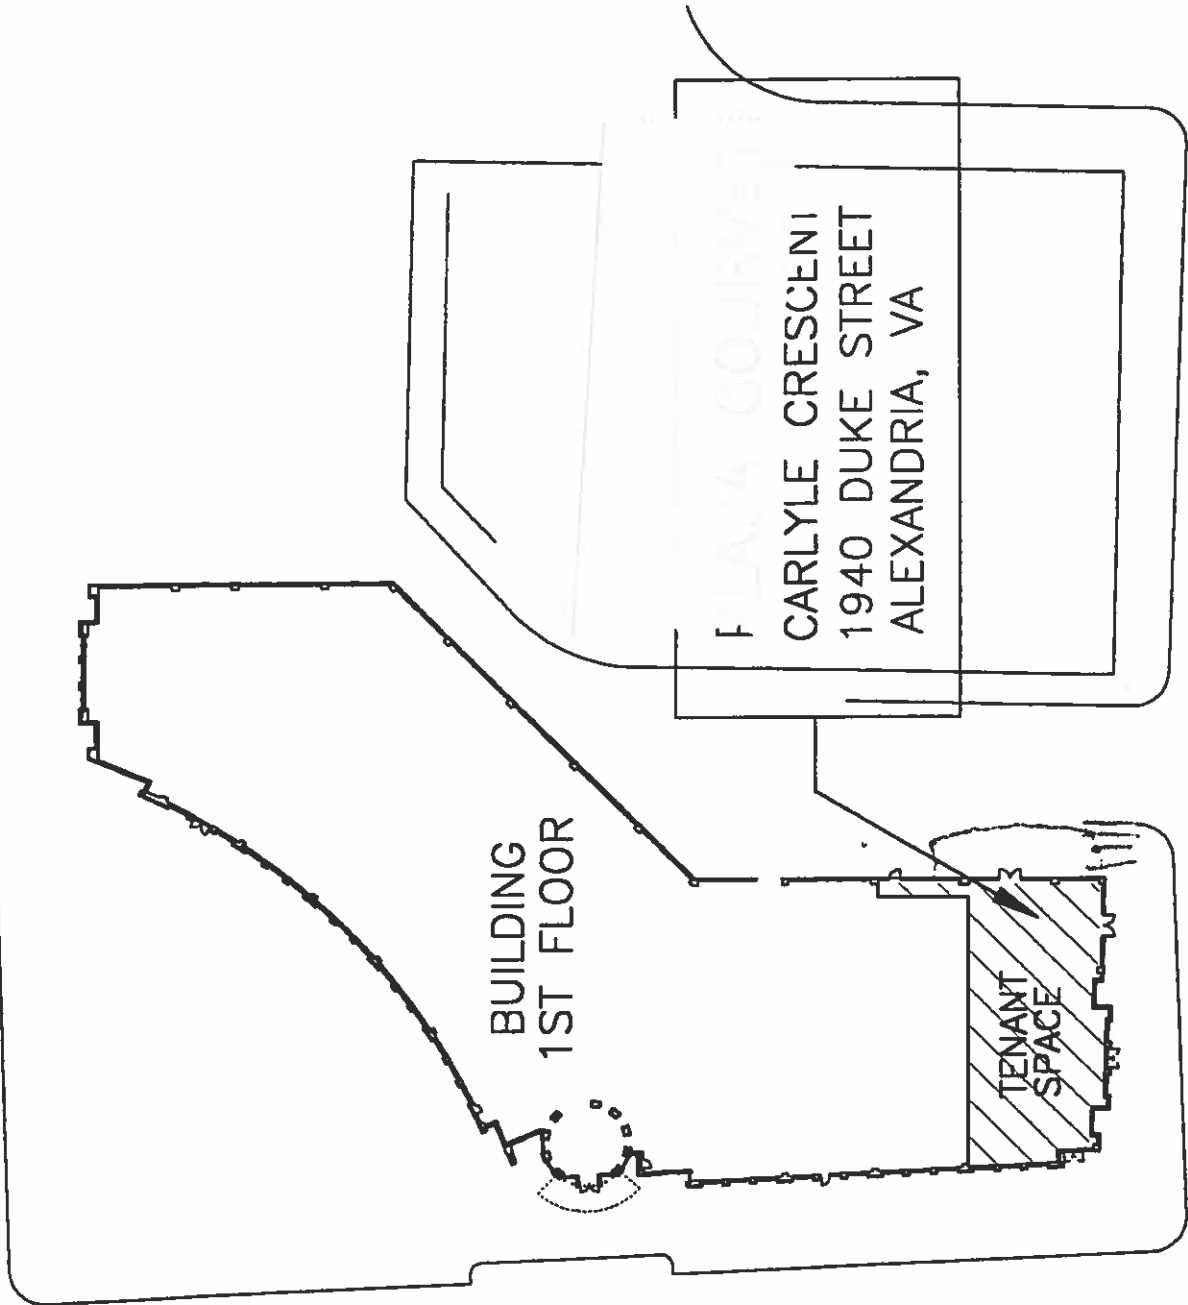 CARLYLE CRESCENT
1940 DUKE STREET
ALEXANDRIA, VA
BUILDING
1ST FLOOR
TENANT
SPACE